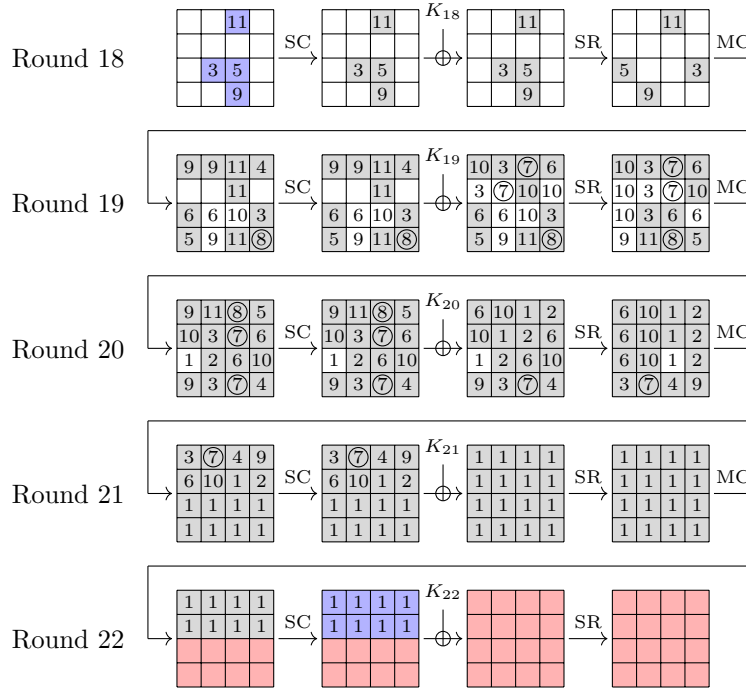 11 11 11 11
Round 18 SC K18 SR MC
3 5 3 5 3 5 5 3
9 9 9 9
9 9 11 4 9 9 11 4 10 3 7 6 10 3 7 6
Round 19 11 SC 11 K19 3 7 10 10 SR 10 3 7 10 MC
6 6 10 3 6 6 10 3 6 6 10 3 10 3 6 6
5 9 11 8 5 9 11 8 5 9 11 8 9 11 8 5
9 11 8 5 9 11 8 5 6 10 1 2 6 10 1 2
Round 20 10 3 7 6 SC 10 3 7 6 K20 10 1 2 6 SR 6 10 1 2 MC
1 2 6 10 1 2 6 10 1 2 6 10 6 10 1 2
9 3 7 4 9 3 7 4 9 3 7 4 3 7 4 9
3 7 4 9 3 7 4 9 1 1 1 1 1 1 1 1
Round 21 6 10 1 2 SC 6 10 1 2 K21 1 1 1 1 SR 1 1 1 1 MC
1 1 1 1 1 1 1 1 1 1 1 1 1 1 1 1
1 1 1 1 1 1 1 1 1 1 1 1 1 1 1 1
1 1 1 1 1 1 1 1
Round 22 1 1 1 1 SC 1 1 1 1 K22 SR